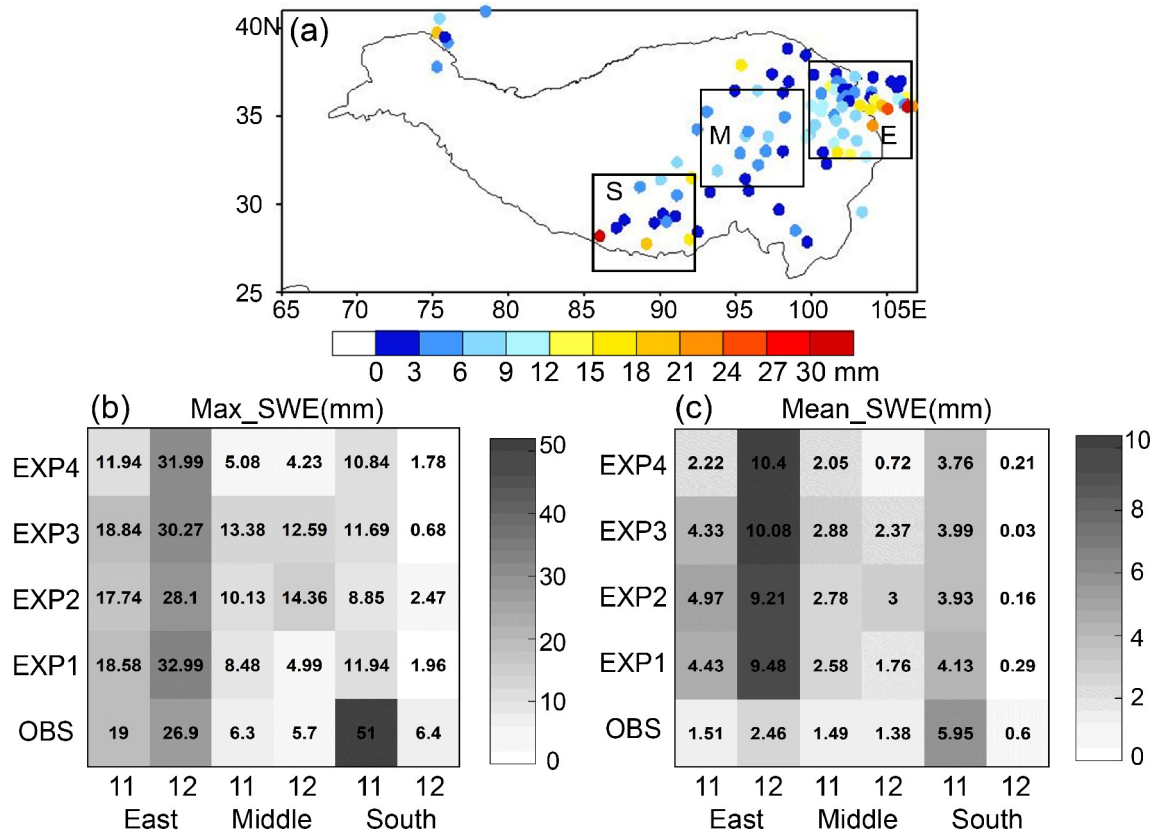 (a)
40N
35
30
25
M
E
S
65 70 75 80 85 90 95 100 105E
0 3 6 9 12 15 18 21 24 27 30 mm
(b) Max_SWE(mm)
EXP4 11.94 31.99 5.08 4.23 10.84 1.78
EXP3 18.84 30.27 13.38 12.59 11.69 0.68
EXP2 17.74 28.1 10.13 14.36 8.85 2.47
EXP1 18.58 32.99 8.48 4.99 11.94 1.96
OBS 19 26.9 6.3 5.7 51 6.4
11 12 11 12 11 12
East Middle South
50
40
30
20
10
0
(c) Mean_SWE(mm)
EXP4 2.22 10.4 2.05 0.72 3.76 0.21
EXP3 4.33 10.08 2.88 2.37 3.99 0.03
EXP2 4.97 9.21 2.78 3 3.93 0.16
EXP1 4.43 9.48 2.58 1.76 4.13 0.29
OBS 1.51 2.46 1.49 1.38 5.95 0.6
11 12 11 12 11 12
East Middle South
10
8
6
4
2
0